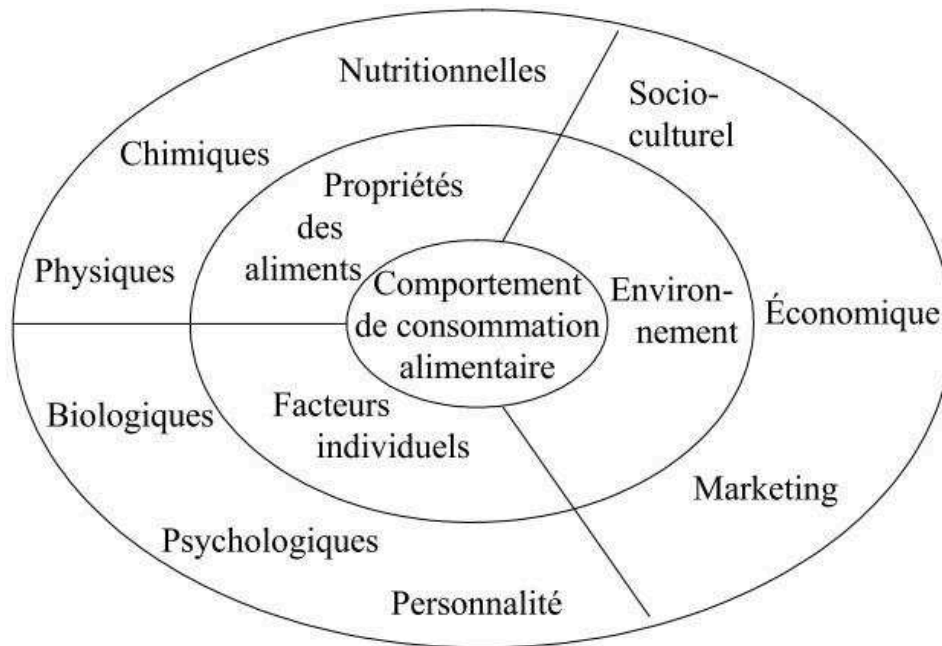 Nutritionnelles
Socio-
culturel
Chimiques
Propriétés
des
aliments
Physiques
Comportement
de consommation
alimentaire
Environ-
nement
Économique
Biologiques
Facteurs
individuels
Marketing
Psychologiques
Personnalité